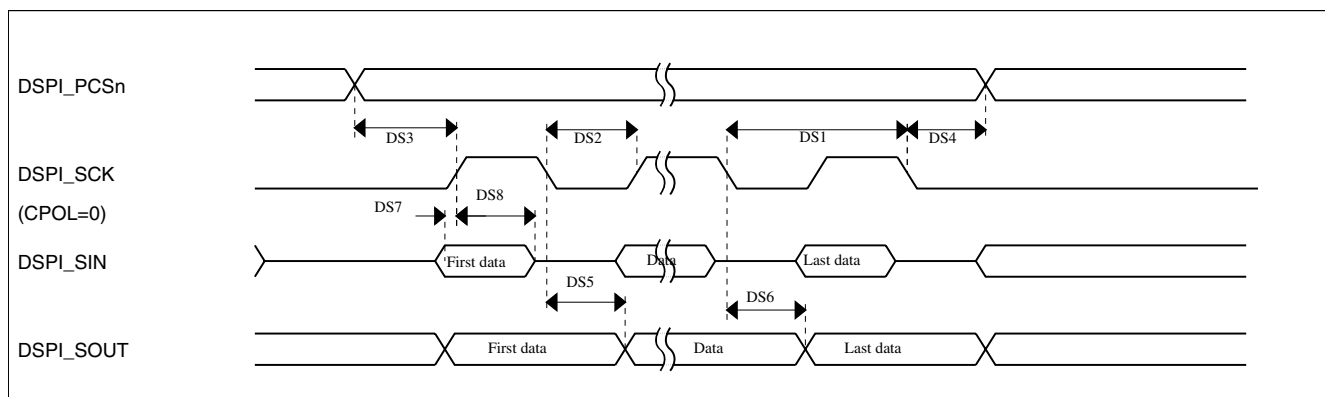 DSPI_PCSn
DS3
DS2
DS1
DS4
DSPI_SCK
(CPOL=0)
DS7
DS8
DSPI_SIN
First data
Data
Last data
DS5
DS6
DSPI_SOUT
First data
Data
Last data